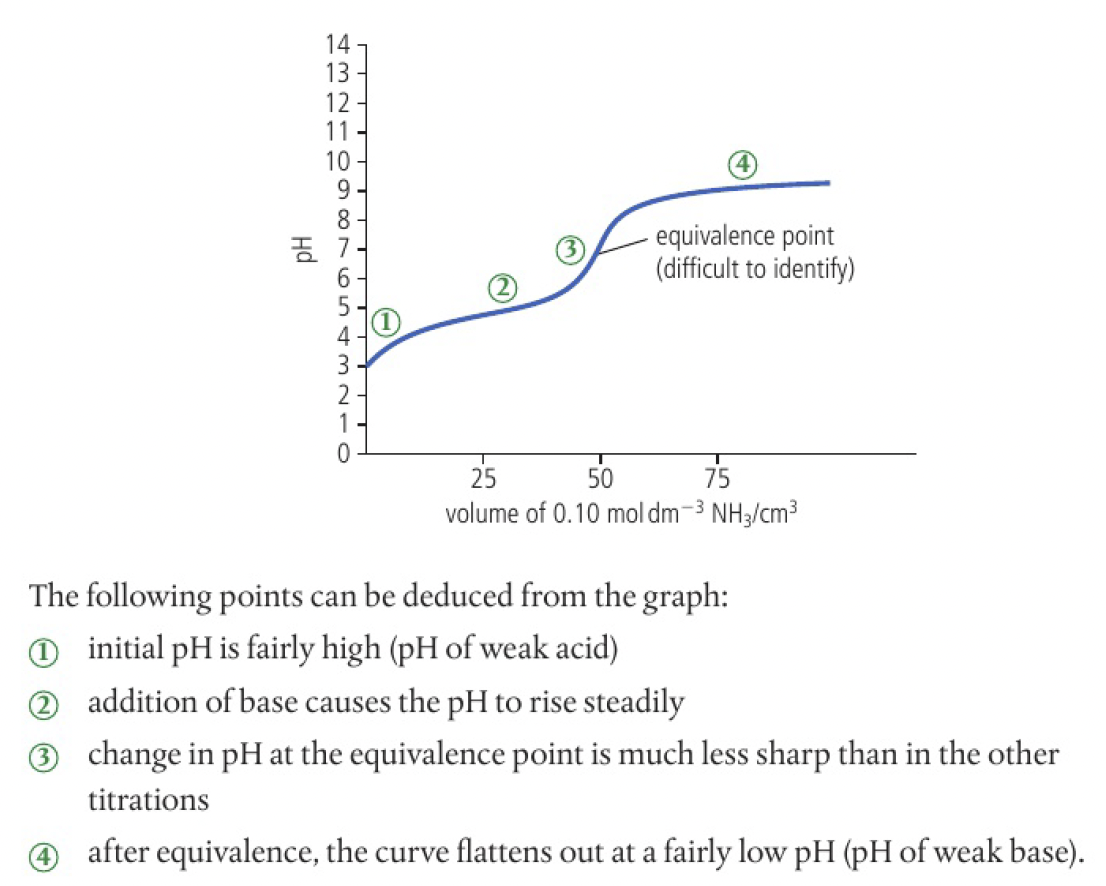 14
13
12
11
10
9
8
7
6
5
4
3
2
1
0
pH
①
②
③
④
equivalence point
(difficult to identify)
25 50 75
volume of 0.10 mol dm⁻³ NH₃/cm³
The following points can be deduced from the graph:
① initial pH is fairly high (pH of weak acid)
② addition of base causes the pH to rise steadily
③ change in pH at the equivalence point is much less sharp than in the other
titrations
④ after equivalence, the curve flattens out at a fairly low pH (pH of weak base).